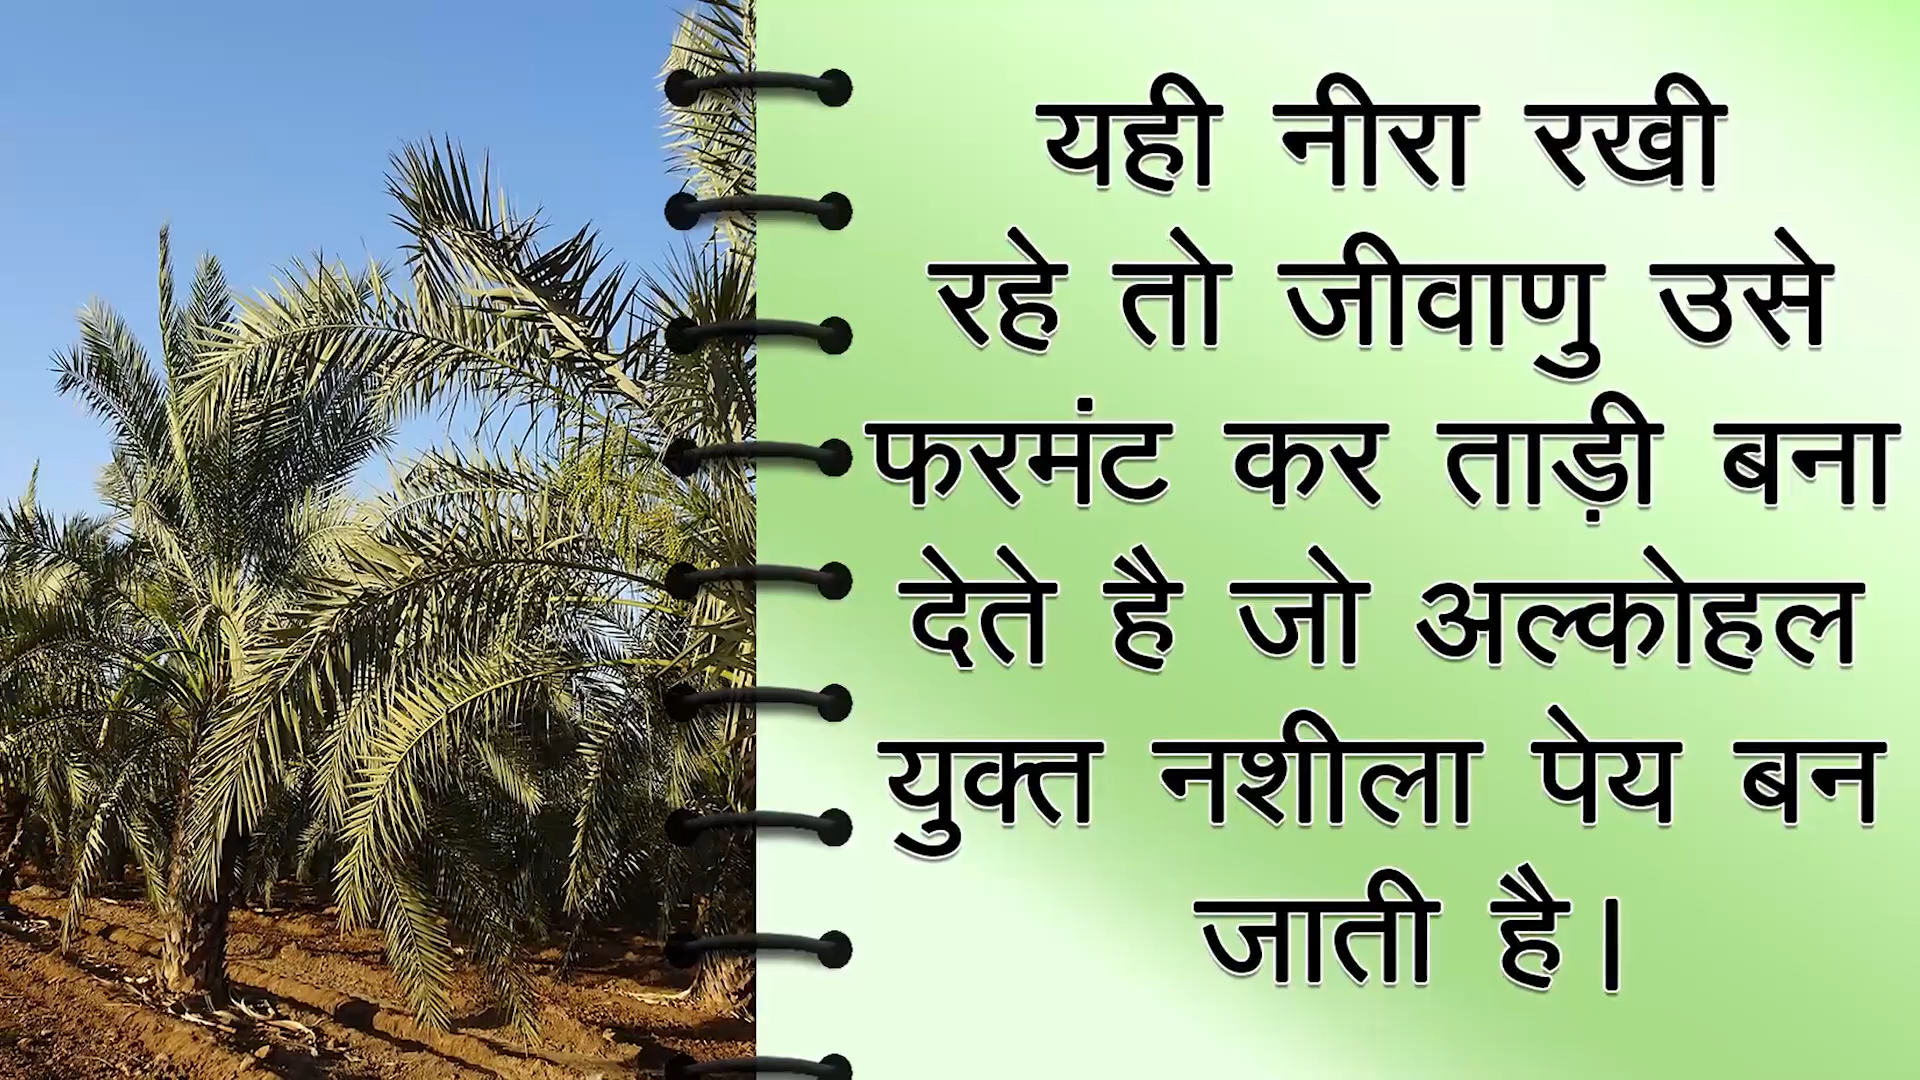 यही नीरा रखी
रहे तो जीवाणु उसे
फरमंट कर ताड़ी बना
देते है जो अल्कोहल
युक्त नशीला पेय बन
जाती है।